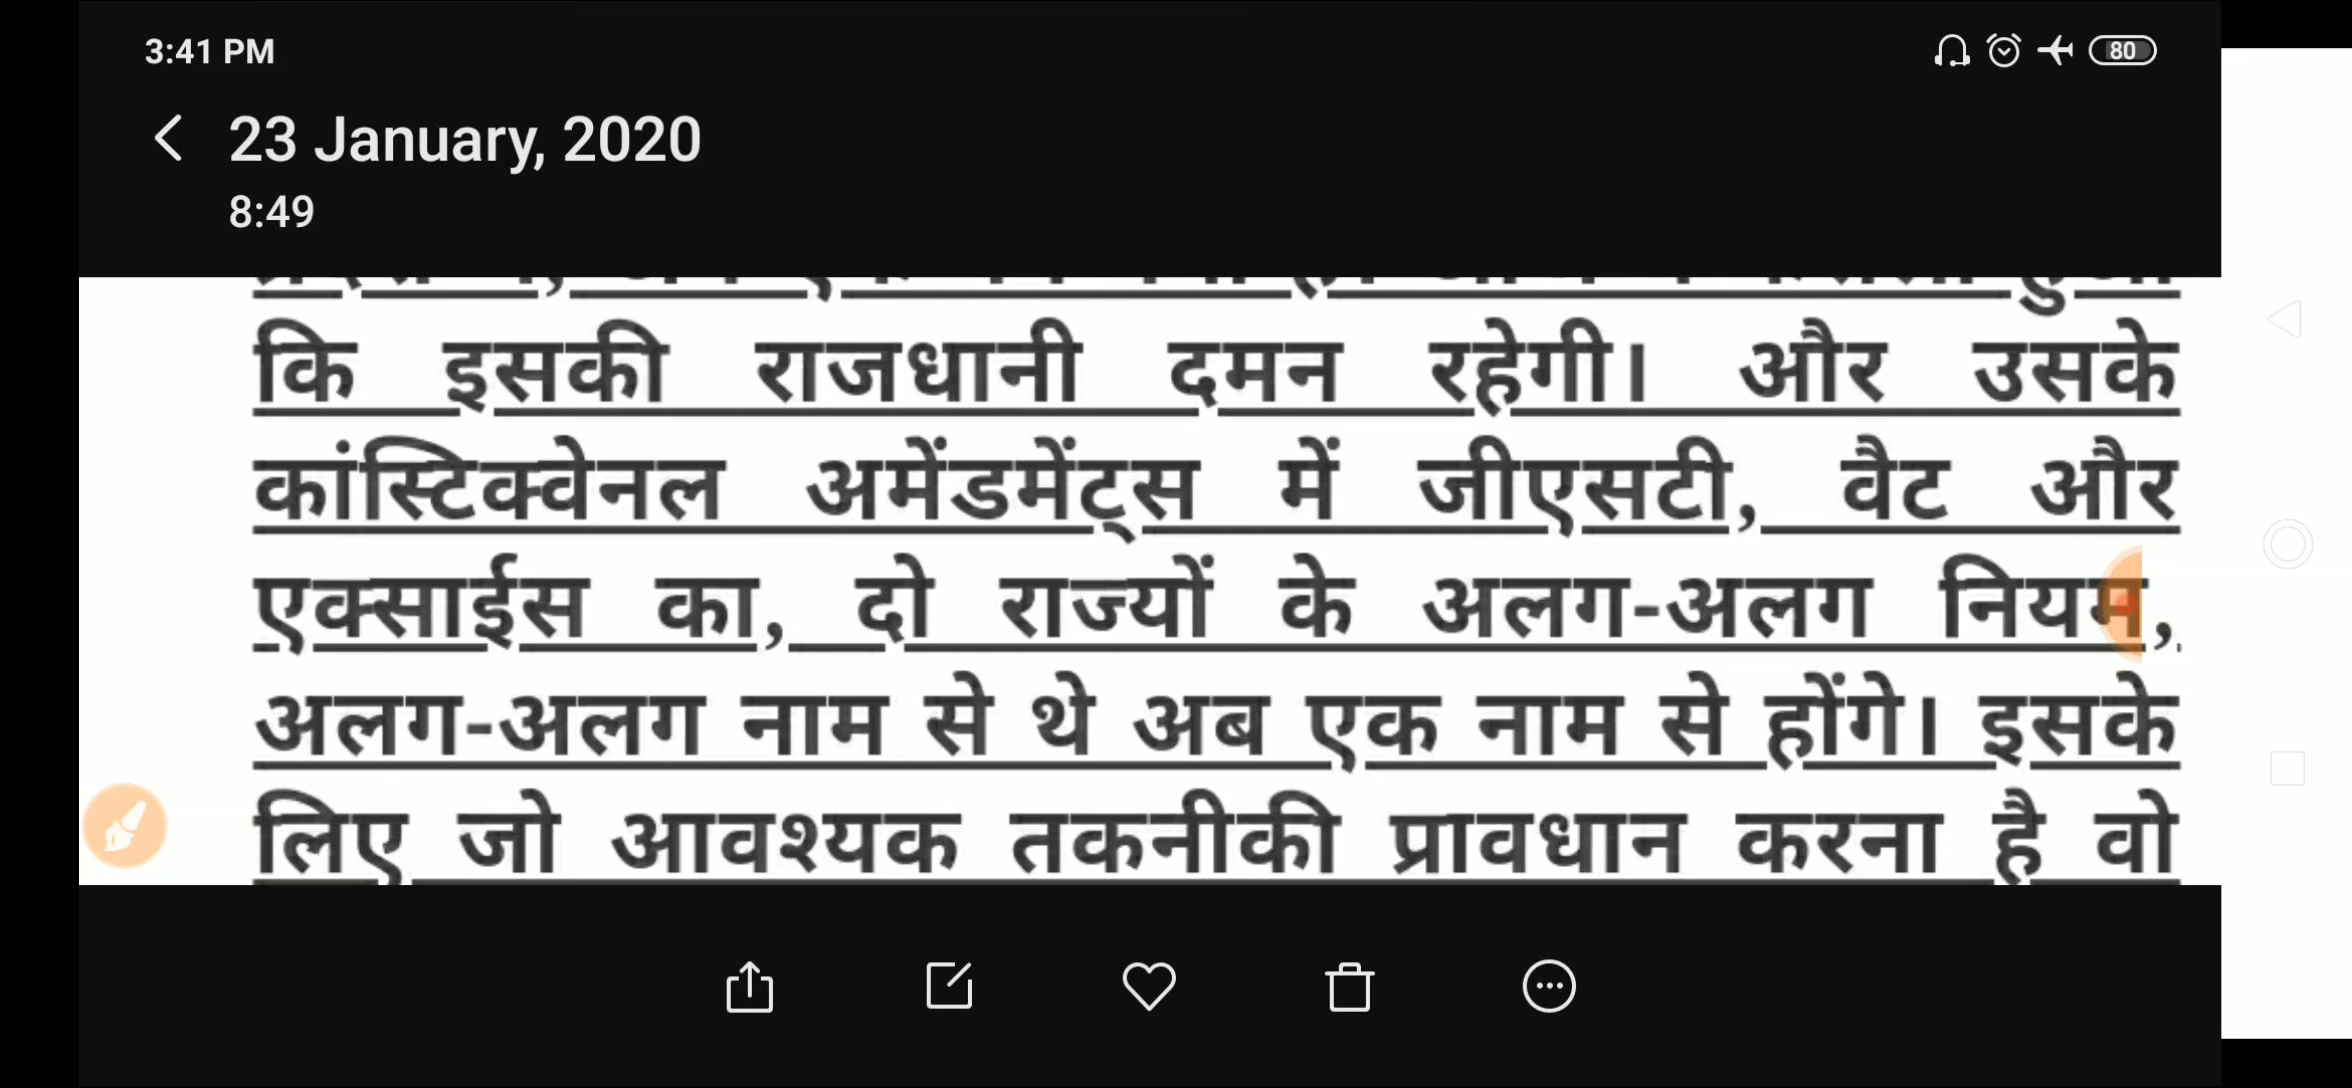 3:41 PM
80
23 January, 2020
8:49
कि इसकी राजधानी दमन रहेगी। और उसके
कांस्टिक्वेनल अमेंडमेंट्स में जीएसटी, वैट और
एक्साईस का, दो राज्यों के अलग-अलग नियम,
अलग-अलग नाम से थे अब एक नाम से होंगे। इसके
लिए जो आवश्यक तकनीकी प्रावधान करना है वो